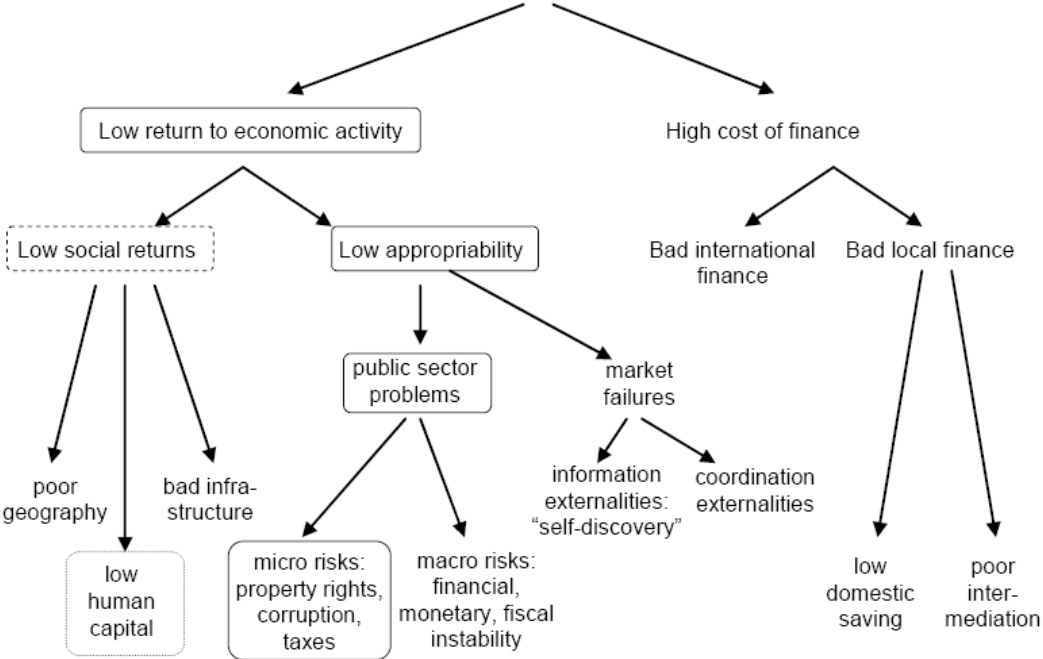 Low return to economic activity
High cost of finance
Low social returns
Low appropriability
Bad international
finance
Bad local finance
public sector
problems
market
failures
poor
geography
bad infra-
structure
information
externalities:
“self-discovery”
coordination
externalities
low
human
capital
micro risks:
property rights,
corruption,
taxes
macro risks:
financial,
monetary, fiscal
instability
low
domestic
saving
poor
inter-
mediation